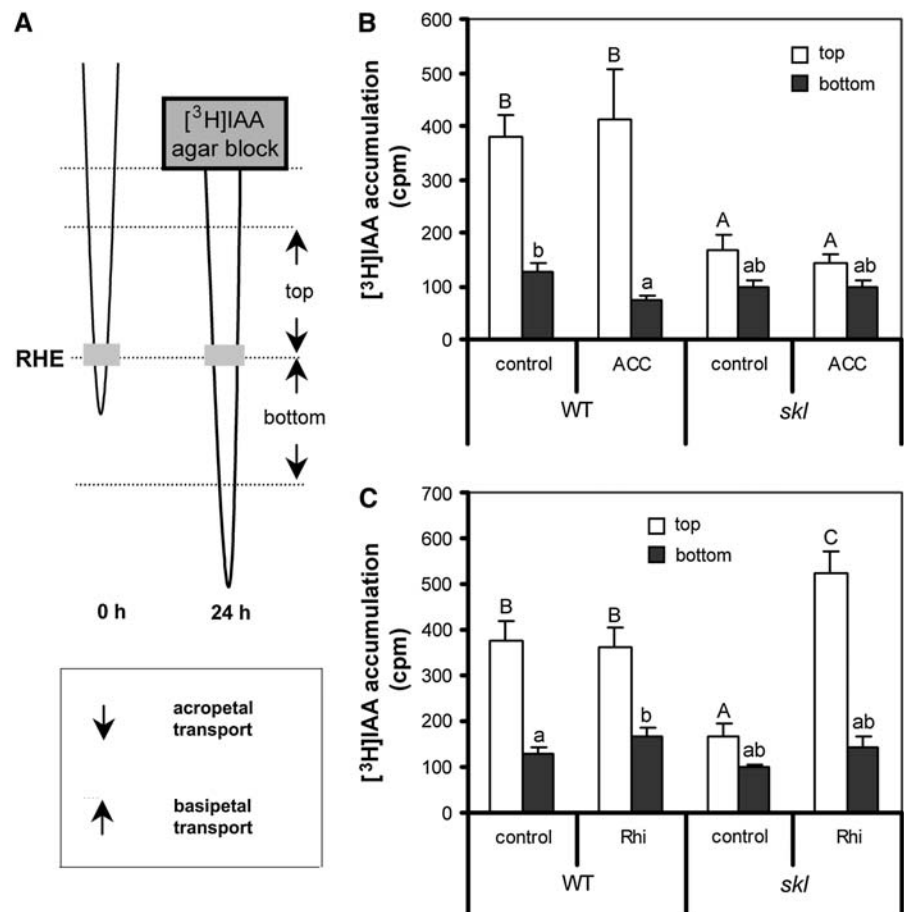 A
[³H]IAA
agar block
top
RHE
bottom
0 h 24 h
acropetal
transport
basipetal
transport
B
[³H]IAA accumulation
(cpm)
600
500
400
300
200
100
0
top
bottom
B
b
B
a
A
ab
A
ab
control ACC control ACC
WT skl
C
[³H]IAA accumulation
(cpm)
700
600
500
400
300
200
100
0
top
bottom
B
a
B
b
A
ab
C
ab
control Rhi control Rhi
WT skl